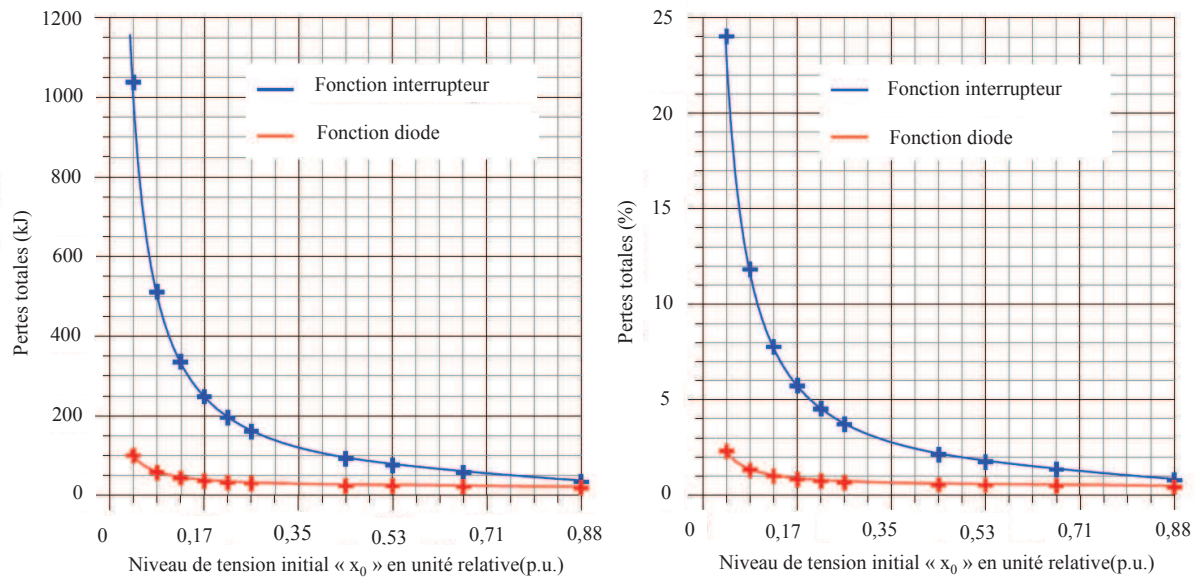 1200
1000
800
600
400
200
0
Pertes totales (kJ)
Fonction interrupteur
Fonction diode
0 0,17 0,35 0,53 0,71 0,88
Niveau de tension initial « x0 » en unité relative(p.u.)
25
20
15
10
5
0
Pertes totales (%)
Fonction interrupteur
Fonction diode
0 0,17 0,35 0,53 0,71 0,88
Niveau de tension initial « x0 » en unité relative(p.u.)